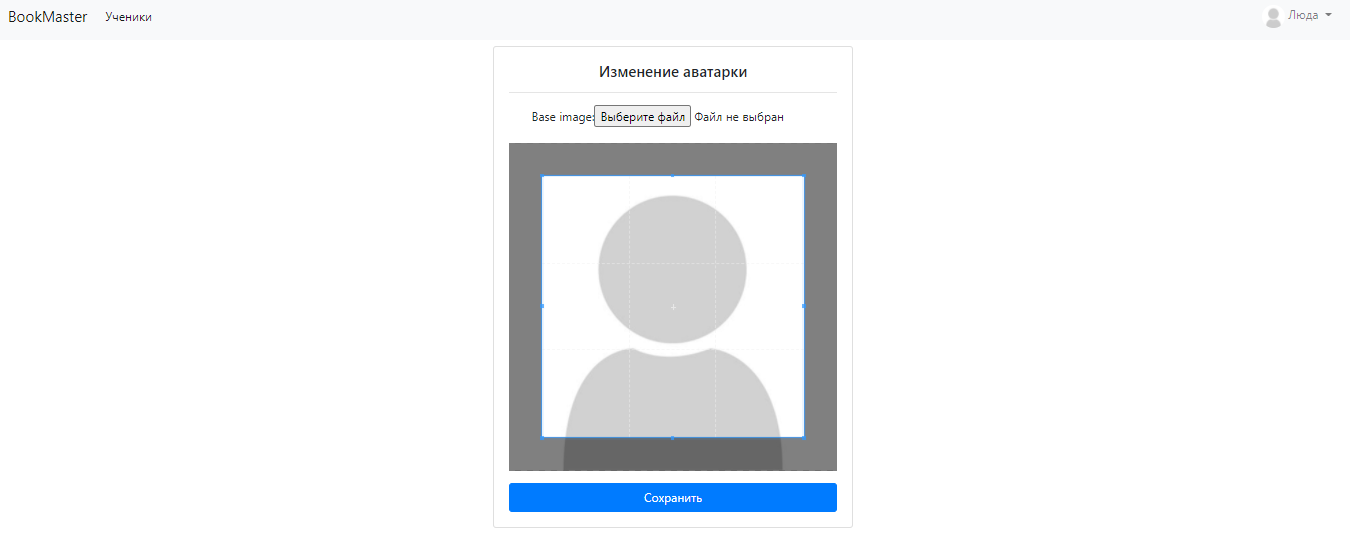 BookMaster Ученики Люда
Изменение аватарки
Base image: Выберите файл Файл не выбран
Сохранить